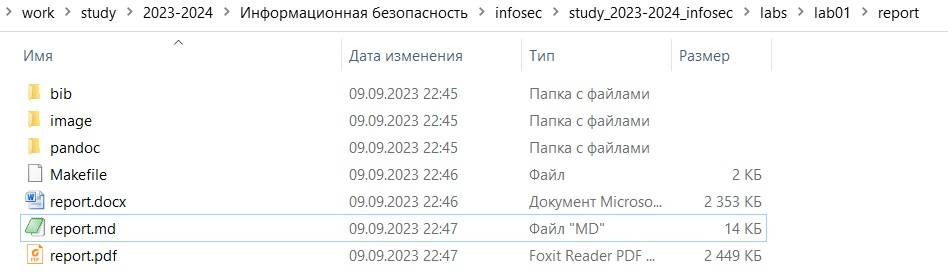 work > study > 2023-2024 > Информационная безопасность > infosec > study_2023-2024_infosec > labs > lab01 > report
Имя Дата изменения Тип Размер
bib 09.09.2023 22:45 Папка с файлами
image 09.09.2023 22:45 Папка с файлами
pandoc 09.09.2023 22:45 Папка с файлами
Makefile 09.09.2023 22:46 Файл 2 КБ
report.docx 09.09.2023 22:46 Документ Microso... 2 353 КБ
report.md 09.09.2023 22:47 Файл "MD" 14 КБ
report.pdf 09.09.2023 22:47 Foxit Reader PDF ... 2 449 КБ